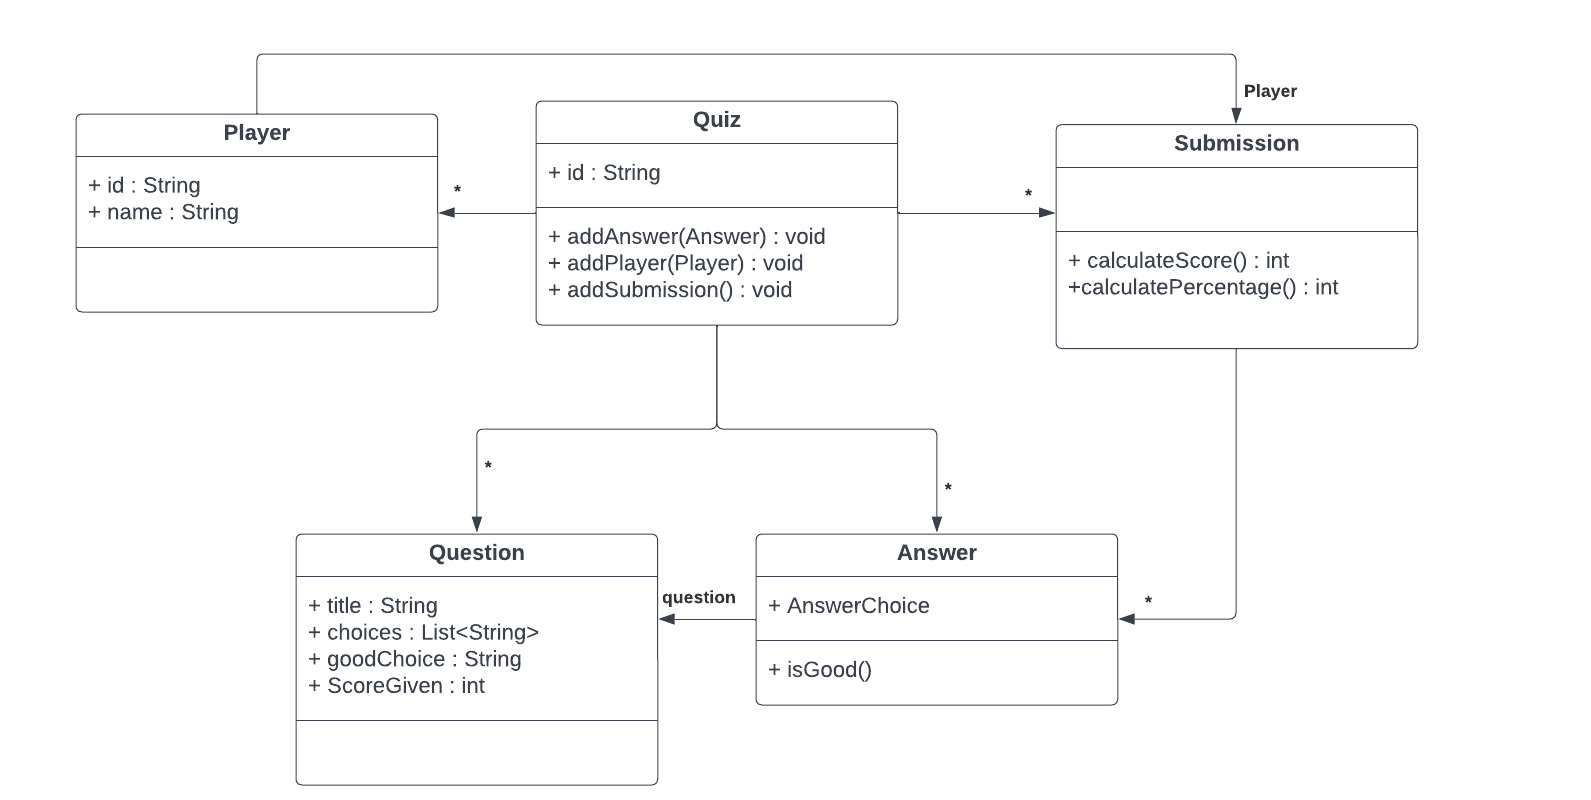 Player
Player
+ id : String
+ name : String
*
Quiz
+ id : String
+ addAnswer(Answer) : void
+ addPlayer(Player) : void
+ addSubmission() : void
*
Submission
+ calculateScore() : int
+calculatePercentage() : int
*
*
Question
+ title : String
+ choices : List<String>
+ goodChoice : String
+ ScoreGiven : int
question
Answer
+ AnswerChoice
+ isGood()
*